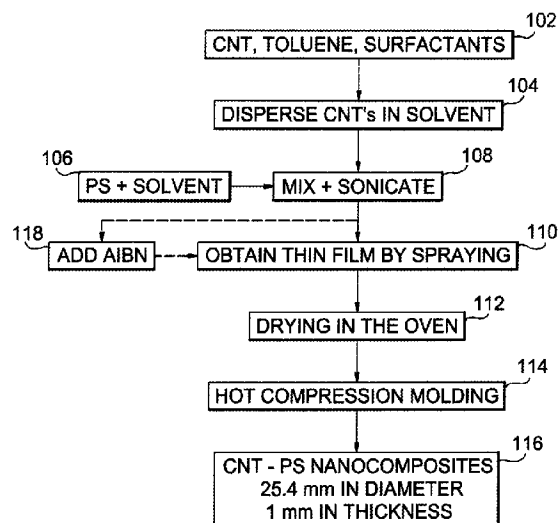 102
CNT, TOLUENE, SURFACTANTS
104
DISPERSE CNT's IN SOLVENT
106
108
PS + SOLVENT
MIX + SONICATE
118
110
ADD AIBN
OBTAIN THIN FILM BY SPRAYING
112
DRYING IN THE OVEN
114
HOT COMPRESSION MOLDING
116
CNT - PS NANOCOMPOSITES
25.4 mm IN DIAMETER
1 mm IN THICKNESS